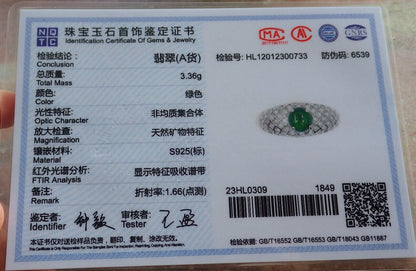 NDTC 珠宝玉石首饰鉴定证书
Identification Certificate Of Gems & Jewelry
MA CNAS
检验结论: 翡翠(A货) 检验号: HL12012300733 防伪码: 6539
Conclusion
总质量: 3.36g
Total Mass
颜色: 绿色
Color
光性特征: 非均质集合体
Optic Character
放大检查: 天然矿物特征
Magnification
镶嵌材料: S925(标)
Material
红外光谱分析: 显示特征吸收谱带
FTIR Analysis
备注: 折射率:1.66(点测) 23HL0309 1849
Remarks
鉴定者 审核者
Identifier Tester
本证书仅对送检样品负责,翻印、复制、涂改无效。
检验依据: GB/T16552 GB/T16553 GB/T18043 GB11887